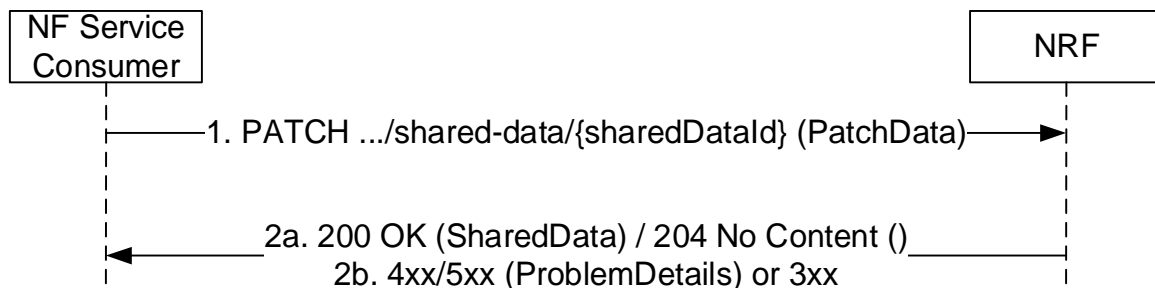 NF Service
Consumer
NRF
1. PATCH .../shared-data/{sharedDataId} (PatchData)
2a. 200 OK (SharedData) / 204 No Content ()
2b. 4xx/5xx (ProblemDetails) or 3xx